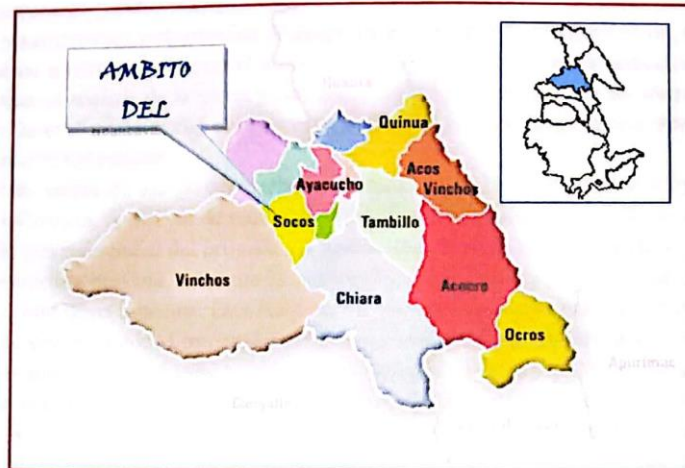 AMBITO
DEL
Quinua
Acos
Vinchos
Ayacucho
Socos
Tambillo
Vinchos
Chiara
Acocro
Ocros
Apurimac